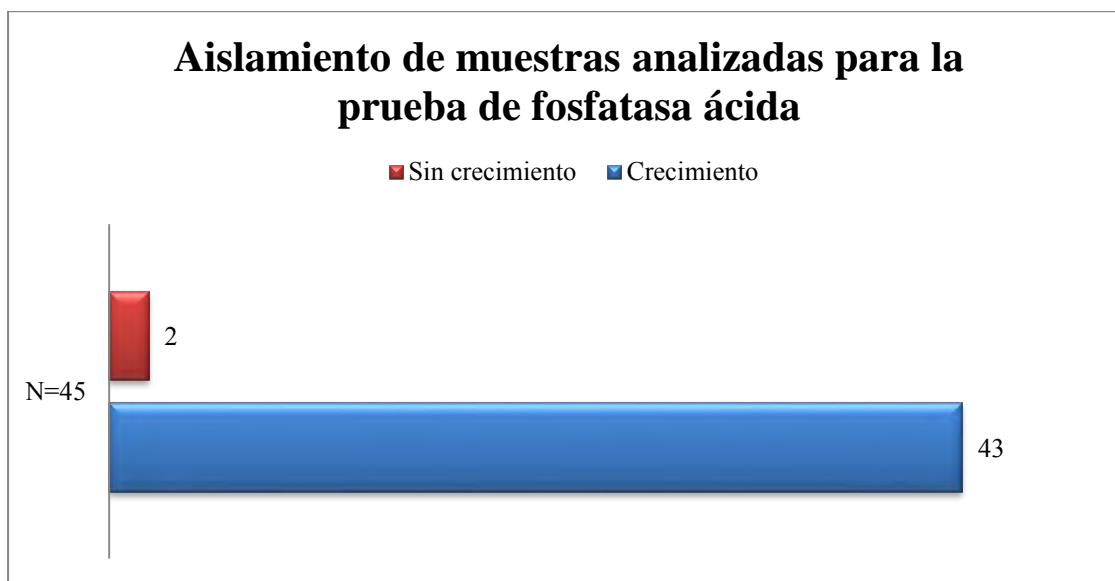 Aislamiento de muestras analizadas para la
prueba de fosfatasa ácida
Sin crecimiento Crecimiento
2
N=45
43